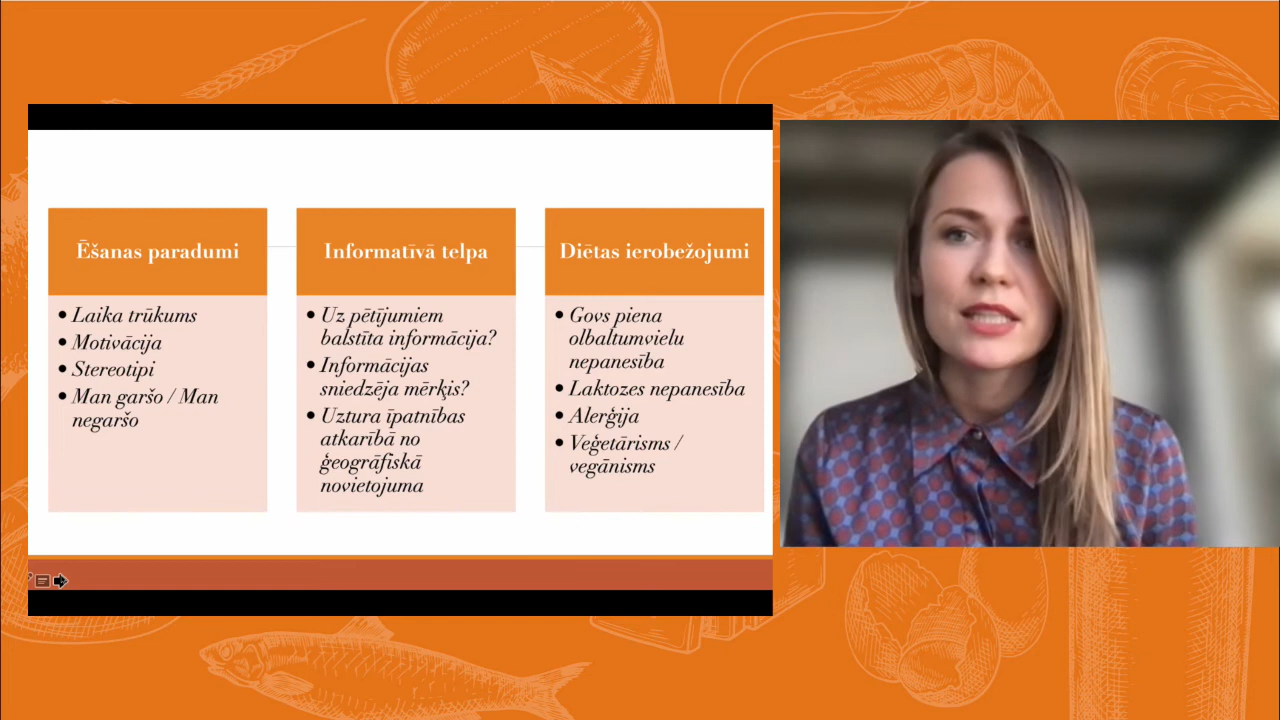 Ēšanas paradumi
• Laika trūkums
• Motivācija
• Stereotipi
• Man garšo / Man
negaršo
Informatīvā telpa
• Uz pētījumiem
balstīta informācija?
• Informācijas
sniedzēja mērķis?
• Uztura īpatnības
atkarībā no
ģeogrāfiskā
novietojuma
Diētas ierobežojumi
• Govs piena
olbaltumvielu
nepanesība
• Laktozes nepanesība
• Alerģija
• Veģetārisms /
vegānisms